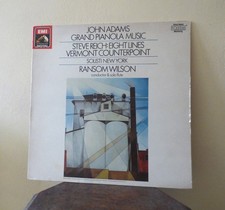 EMI
JOHN ADAMS
GRAND PIANOLA MUSIC
STEVE REICH: EIGHT LINES
VERMONT COUNTERPOINT
SOLISTI NEW YORK
RANSOM WILSON
conductor & solo flute